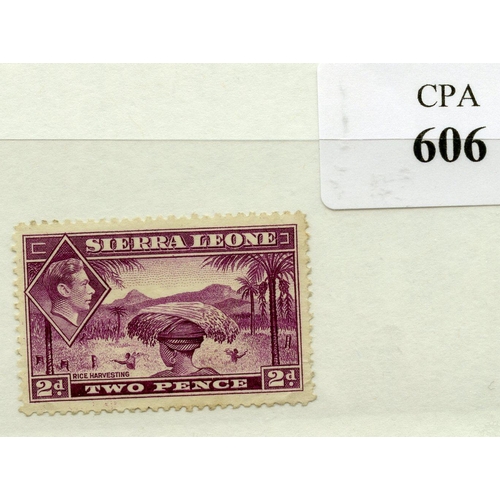 CPA
606
SIERRA LEONE
RICE HARVESTING
2d. TWO PENCE 2d.